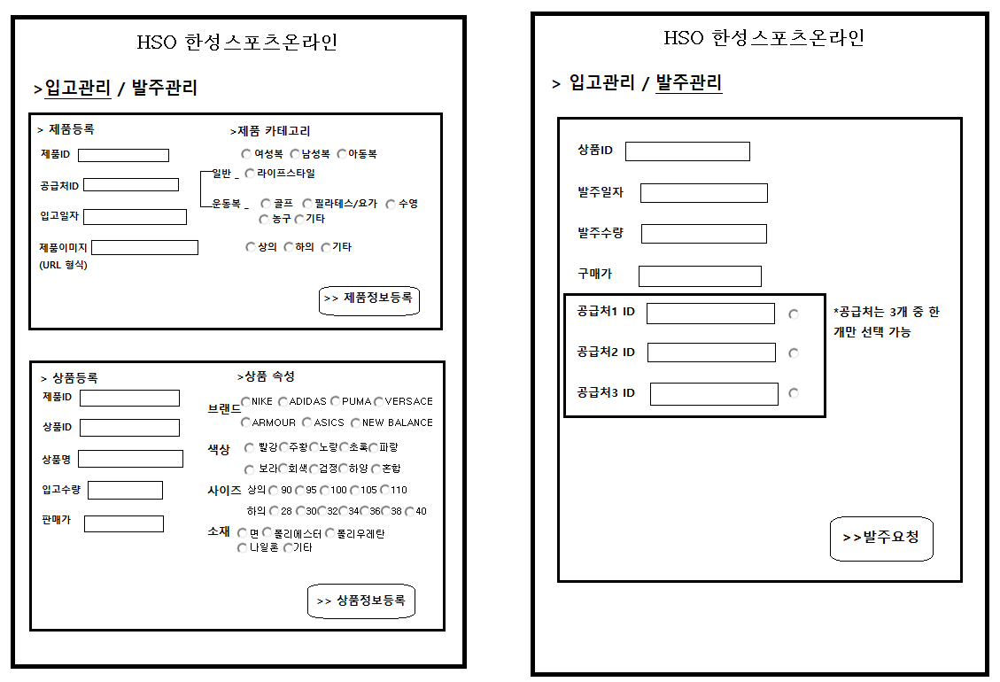 HSO 한성스포츠온라인
>입고관리 / 발주관리
> 제품등록
제품ID
공급처ID
입고일자
제품이미지
(URL 형식)
>제품 카테고리
여성복 남성복 아동복
일반 _ 라이프스타일
운동복 _ 골프 필라테스/요가 수영
농구 기타
상의 하의 기타
>> 제품정보등록
> 상품등록
제품ID
상품ID
상품명
입고수량
판매가
>상품 속성
브랜드 NIKE ADIDAS PUMA VERSACE
ARMOUR ASICS NEW BALANCE
색상 빨강 주황 노랑 초록 파랑
보라 회색 검정 하양 혼합
사이즈 상의 90 95 100 105 110
하의 28 30 32 34 36 38 40
소재 면 폴리에스터 폴리우레탄
나일론 기타
>> 상품정보등록
HSO 한성스포츠온라인
> 입고관리 / 발주관리
상품ID
발주일자
발주수량
구매가
공급처1 ID
공급처2 ID
공급처3 ID
*공급처는 3개 중 한
개만 선택 가능
>>발주요청